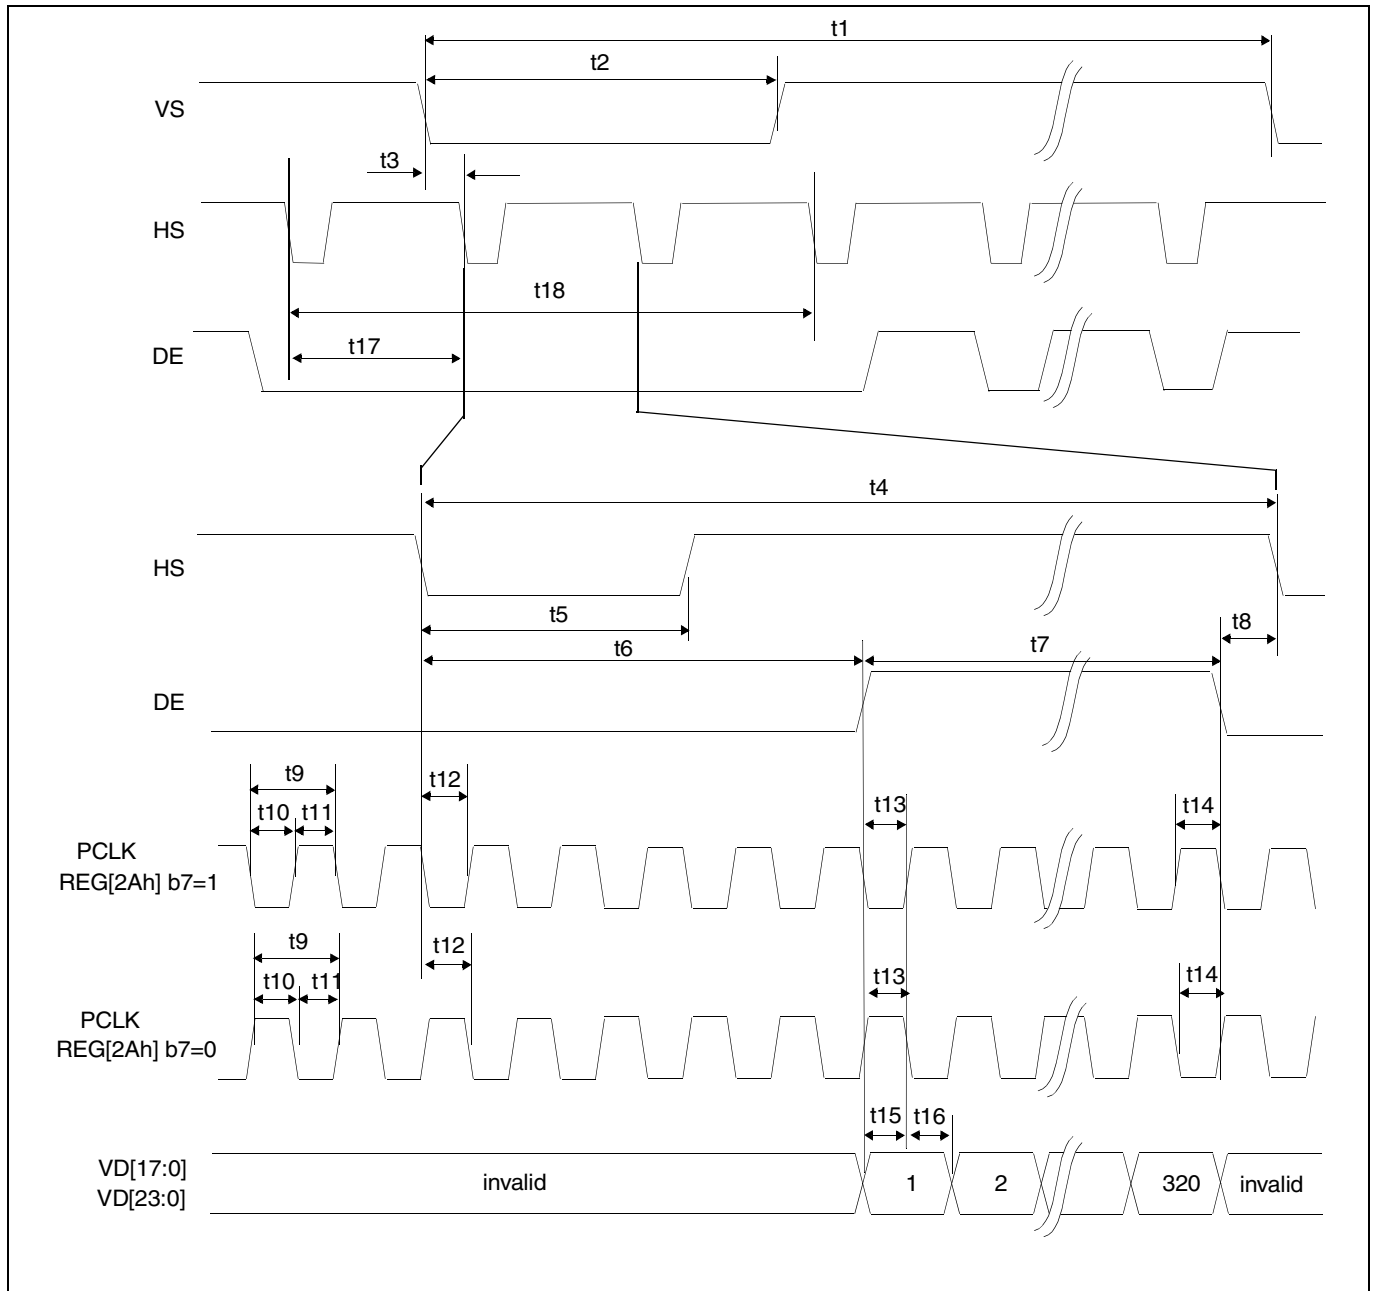 t1
t2
VS
t3
HS
t18
t17
DE
t4
HS
t5
t8
t6
t7
DE
t9
t12
t10
t11
t13
t14
PCLK
REG[2Ah] b7=1
t9
t12
t10
t11
t13
t14
PCLK
REG[2Ah] b7=0
t15
t16
VD[17:0]
VD[23:0]
invalid
1
2
320
invalid